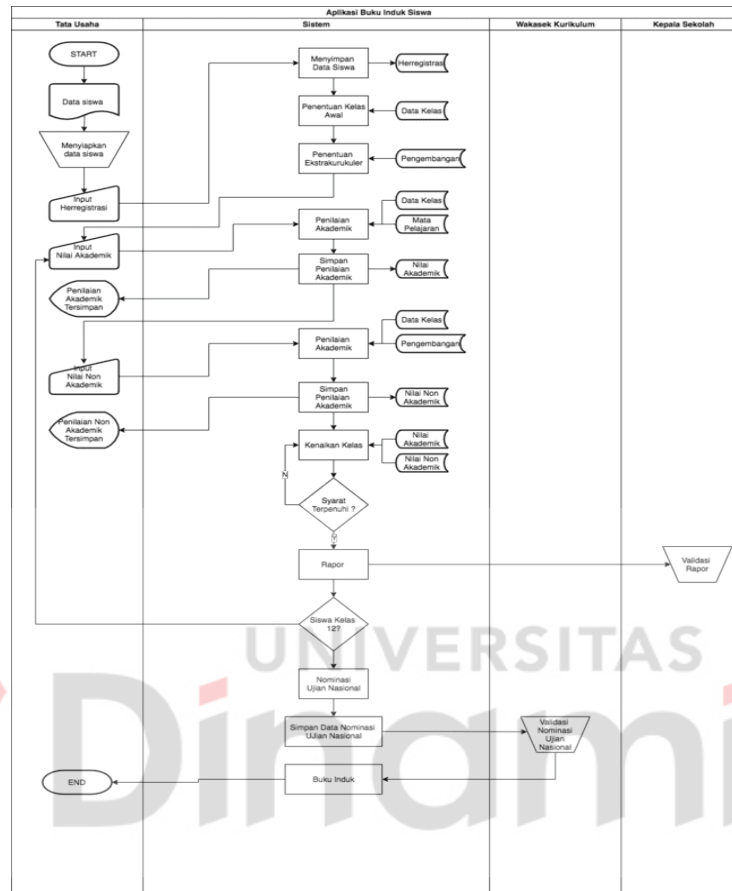 Aplikasi Buku Induk Siswa
Tata Usaha
Sistem
Wakasek Kurikulum
Kepala Sekolah
START
Menyimpan
Data Siswa
Herregistras
Data siswa
Penentuan Kelas
Awal
Data Kelas
Menyiapkan
data siswa
Penentuan
Ekstrakurukuler
Pengembangan
Input
Herregistrasi
Data Kelas
Penilaian
Akademik
Mata
Pelajaran
Input
Nilai Akademik
Simpan
Penilaian
Akademik
Nilai
Akademik
Penilaian
Akademik
Tersimpan
Data Kelas
Penilaian
Akademik
Pengembangan
Input
Nilai Non
Akademik
Simpan
Penilaian
Akademik
Nilai Non
Akademik
Penilaian Non
Akademik
Tersimpan
Kenaikan Kelas
Nilai
Akademik
Nilai Non
Akademik
N
Syarat
Terpenuhi ?
Y
Rapor
Validasi
Rapor
Siswa Kelas
12?
UNIVERSITAS
Dinami
Nominasi
Ujian Nasional
Simpan Data Nominasi
UJian Nasional
Validasi
Nominasi
Ujian
Nasional
Buku Induk
END